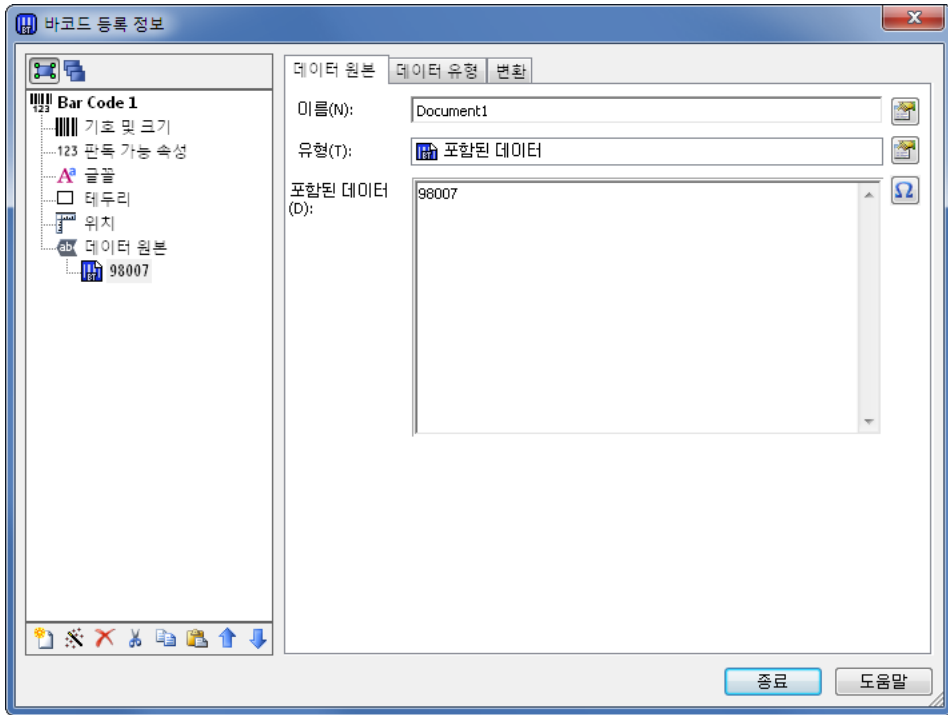 바코드 등록 정보
Bar Code 1
기호 및 크기
123 판독 가능 속성
글꼴
테두리
위치
데이터 원본
98007
데이터 원본 데이터 유형 변환
이름(N): Document1
유형(T): 포함된 데이터
포함된 데이터
(D):
98007
종료 도움말